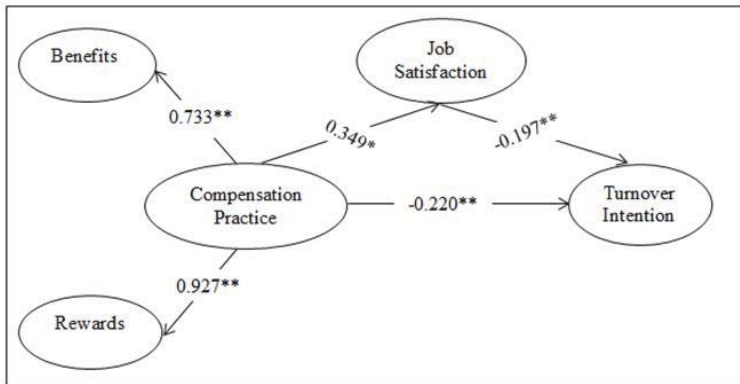 Benefits
Job
Satisfaction
0.733**
0.349*
-0.197**
Compensation
Practice
-0.220**
Turnover
Intention
0.927**
Rewards